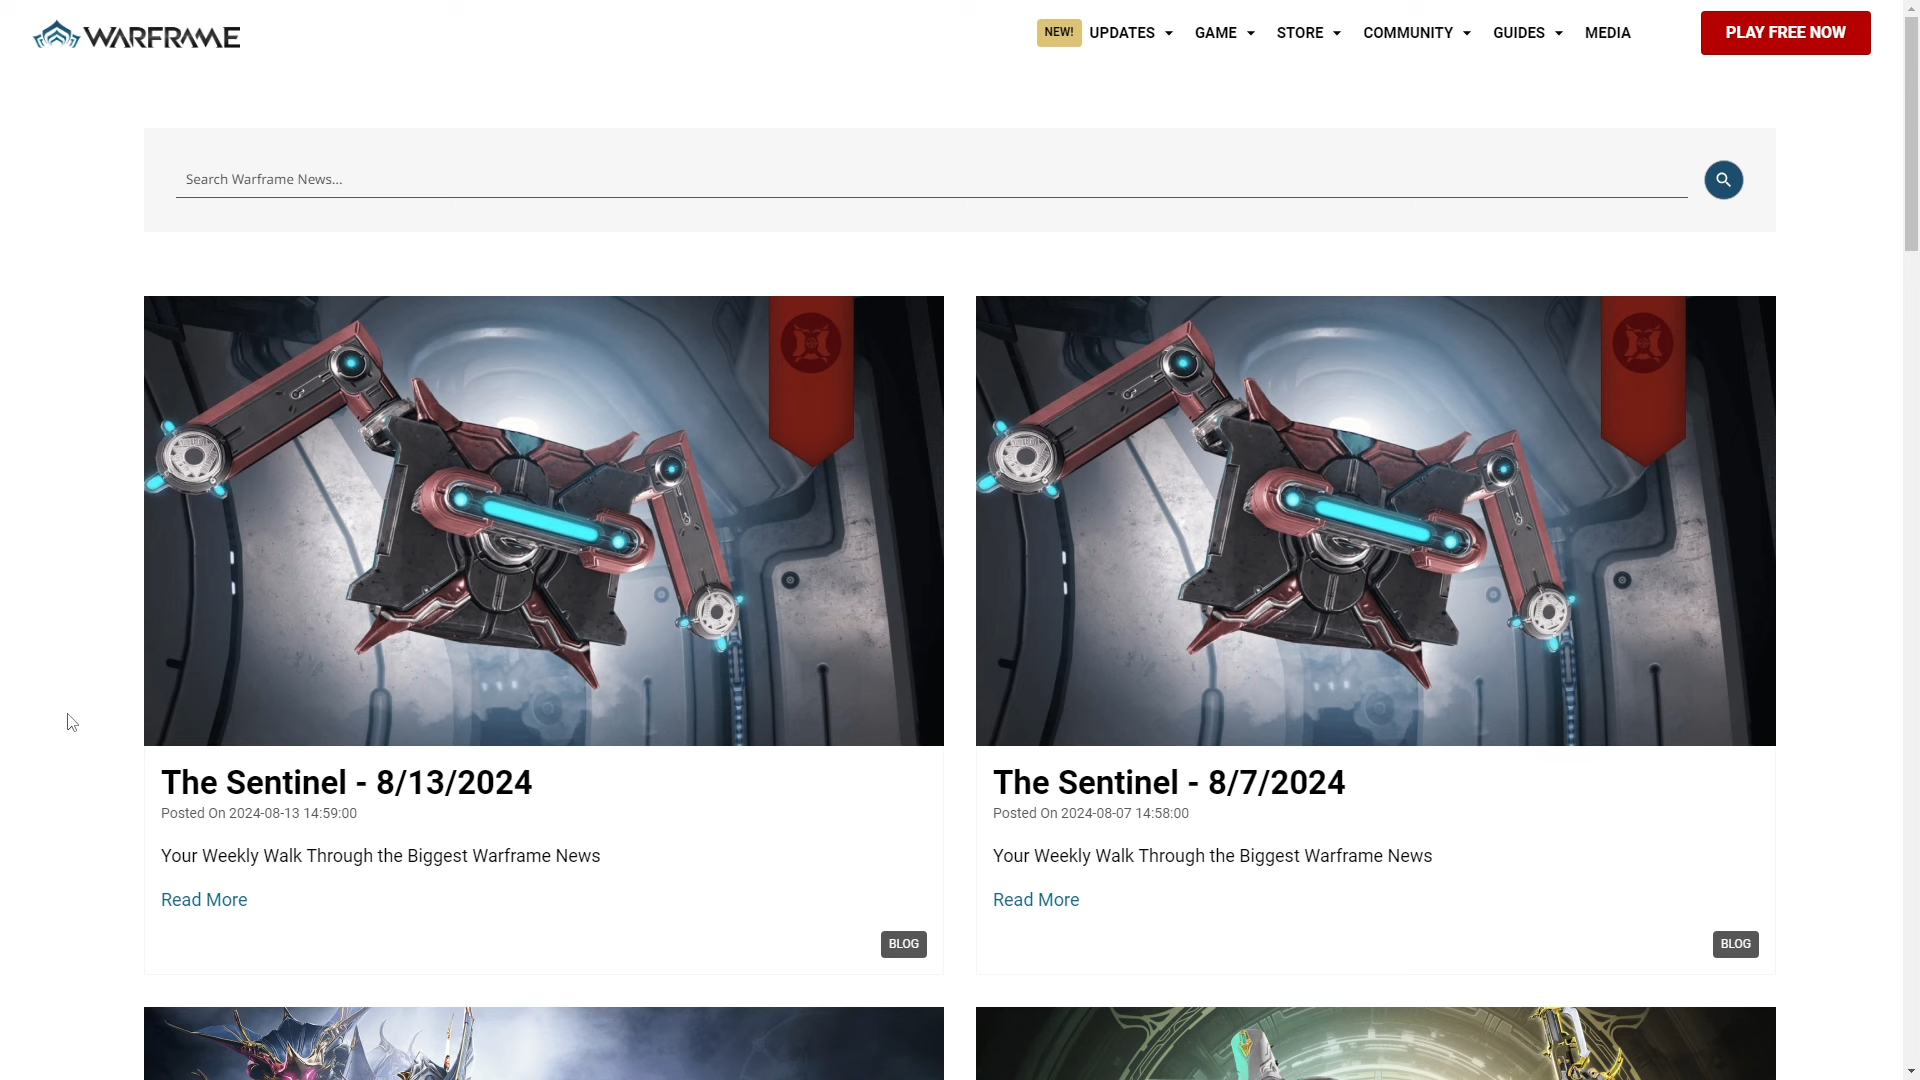 WARFRAME
NEW! UPDATES GAME STORE COMMUNITY GUIDES MEDIA PLAY FREE NOW
Search Warframe News...
The Sentinel - 8/13/2024
Posted On 2024-08-13 14:59:00
Your Weekly Walk Through the Biggest Warframe News
Read More
BLOG
The Sentinel - 8/7/2024
Posted On 2024-08-07 14:58:00
Your Weekly Walk Through the Biggest Warframe News
Read More
BLOG